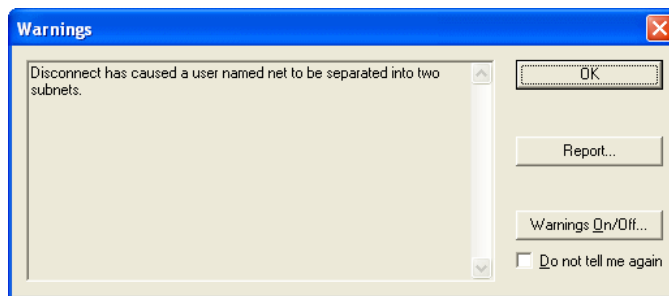 Warnings
Disconnect has caused a user named net to be separated into two
subnets.
OK
Report...
Warnings On/Off...
Do not tell me again